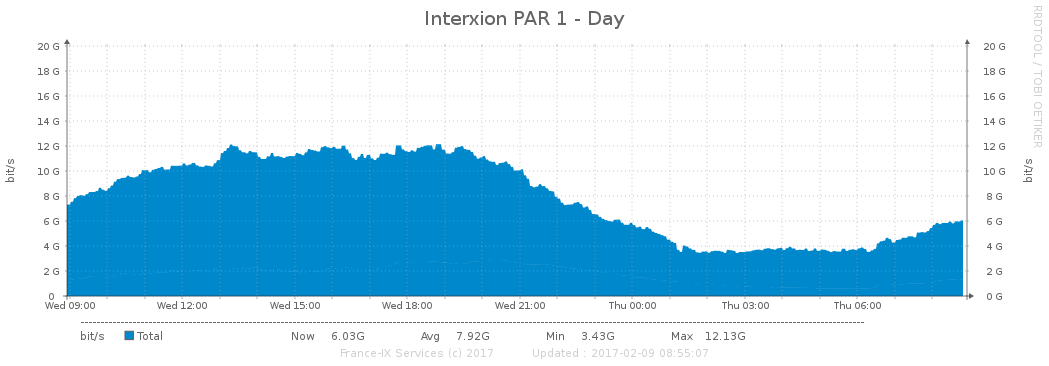 Interxion PAR 1 - Day
RRDTOOL / TOBI OETIKER
20 G 20 G
18 G 18 G
16 G 16 G
14 G 14 G
12 G 12 G
10 G 10 G
8 G 8 G
6 G 6 G
4 G 4 G
2 G 2 G
0 0 G
bit/s
bit/s
Wed 09:00 Wed 12:00 Wed 15:00 Wed 18:00 Wed 21:00 Thu 00:00 Thu 03:00 Thu 06:00
bit/s Total Now 6.03G Avg 7.92G Min 3.43G Max 12.13G
France-IX Services (c) 2017 Updated : 2017-02-09 08:55:07